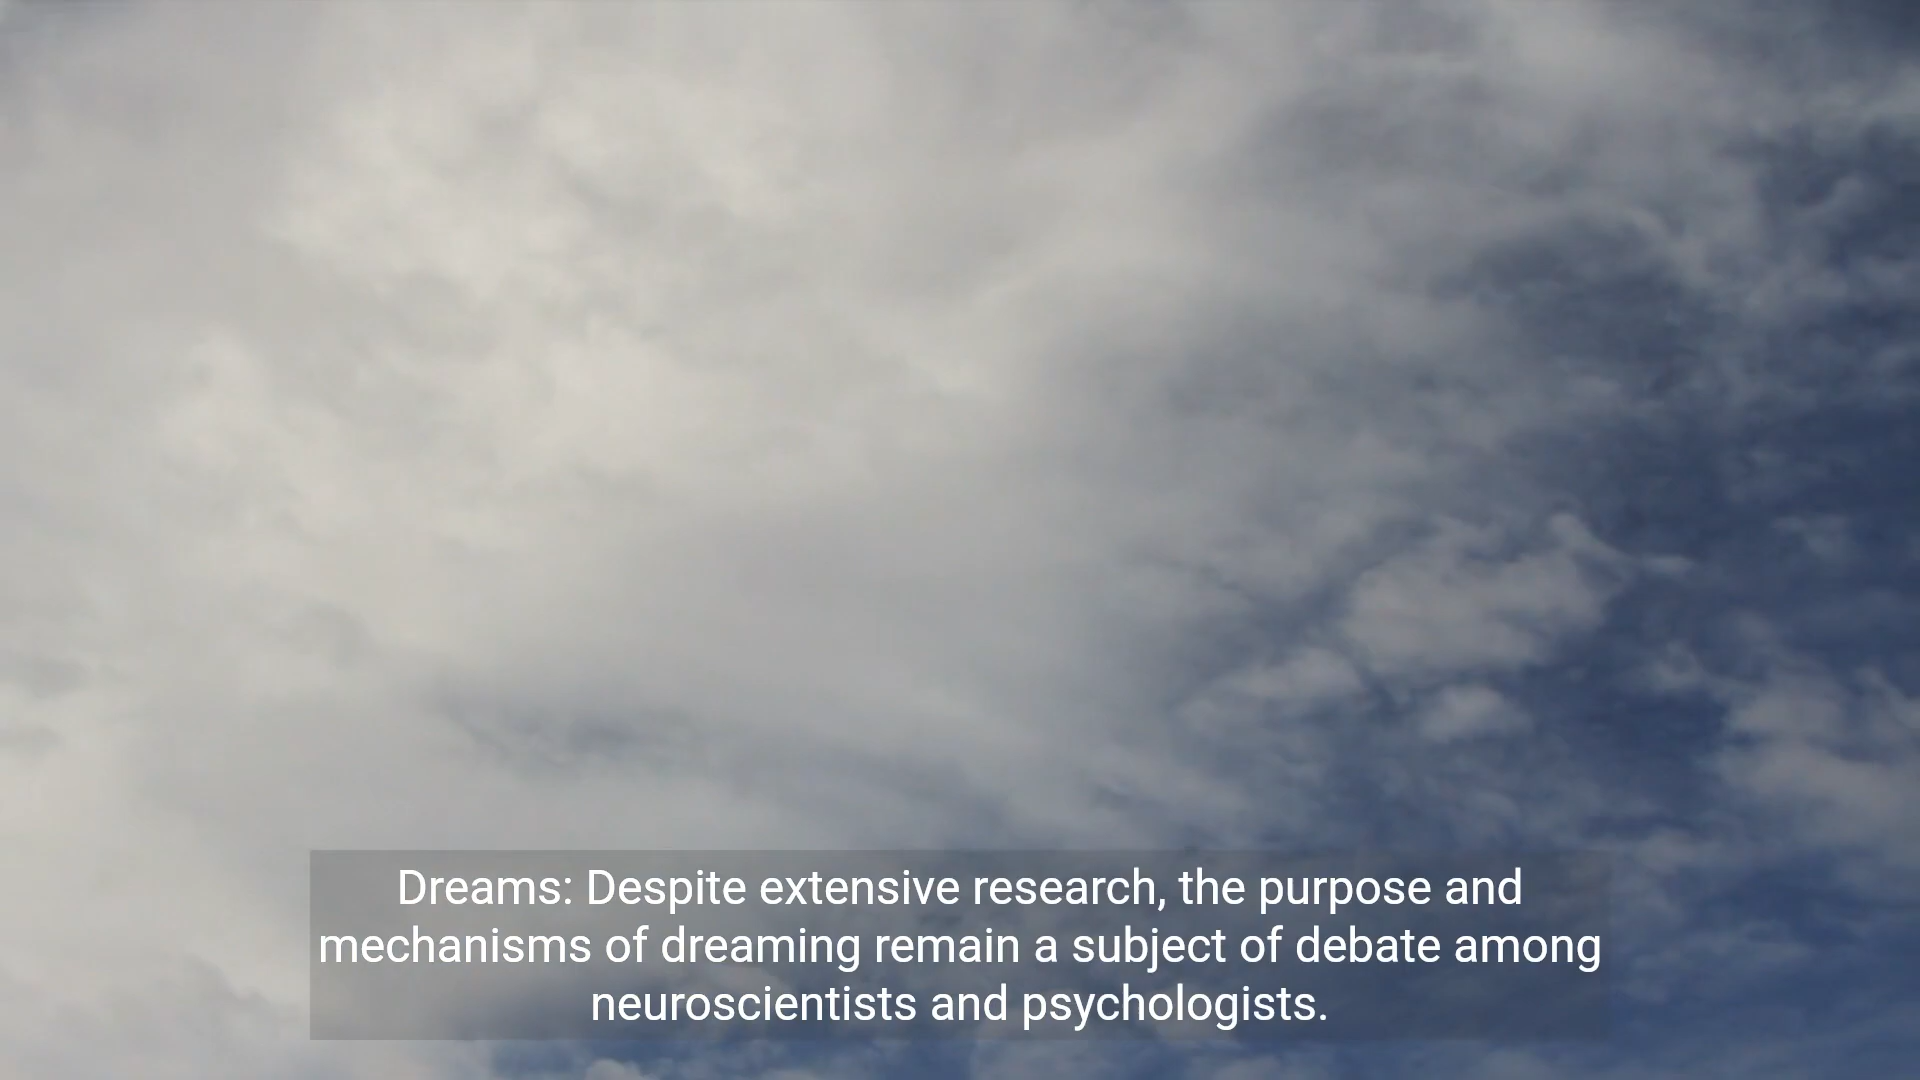 Dreams: Despite extensive research, the purpose and
mechanisms of dreaming remain a subject of debate among
neuroscientists and psychologists.